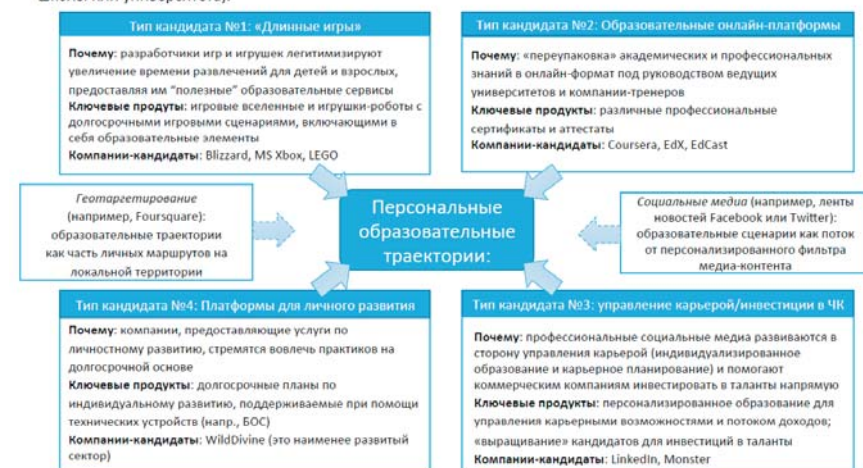 Тип кандидата №1: «Длинные игры»
Почему: разработчики игр и игрушек легитимизируют
увеличение времени развлечений для детей и взрослых,
предоставляя им “полезные” образовательные сервисы
Ключевые продуты: игровые вселенные и игрушки-роботы с
долгосрочными игровыми сценариями, включающими в
себя образовательные элементы
Компании-кандидаты: Blizzard, MS Xbox, LEGO
Тип кандидата №2: Образовательные онлайн-платформы
Почему: «переупаковка» академических и профессиональных
знаний в онлайн-формат под руководством ведущих
университетов и компании-тренеров
Ключевые продукты: различные профессиональные
сертификаты и аттестаты
Компании-кандидаты: Coursera, EdX, EdCast
Геотаргетирование
(например, Foursquare):
образовательные траектории
как часть личных маршрутов на
локальной территории
Персональные
образовательные
траектории:
Социальные медиа (например, ленты
новостей Facebook или Twitter):
образовательные сценарии как поток
от персонализированного фильтра
медиа-контента
Тип кандидата №4: Платформы для личного развития
Почему: компании, предоставляющие услуги по
личностному развитию, стремятся вовлечь практиков на
долгосрочной основе
Ключевые продукты: долгосрочные планы по
индивидуальному развитию, поддерживаемые при помощи
технических устройств (напр., БОС)
Компании-кандидаты: WildDivine (это наименее развитый
сектор)
Тип кандидата №3: управление карьерой/инвестиции в ЧК
Почему: профессиональные социальные медиа развиваются в
сторону управления карьерой (индивидуализированное
образование и карьерное планирование) и помогают
коммерческим компаниям инвестировать в таланты напрямую
Ключевые продукты: персонализированное образование для
управления карьерными возможностями и потоком доходов;
«выращивание» кандидатов для инвестиций в таланты
Компании-кандидаты: LinkedIn, Monster